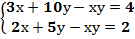 3x + 10y − xy = 4
2x + 5y − xy = 2